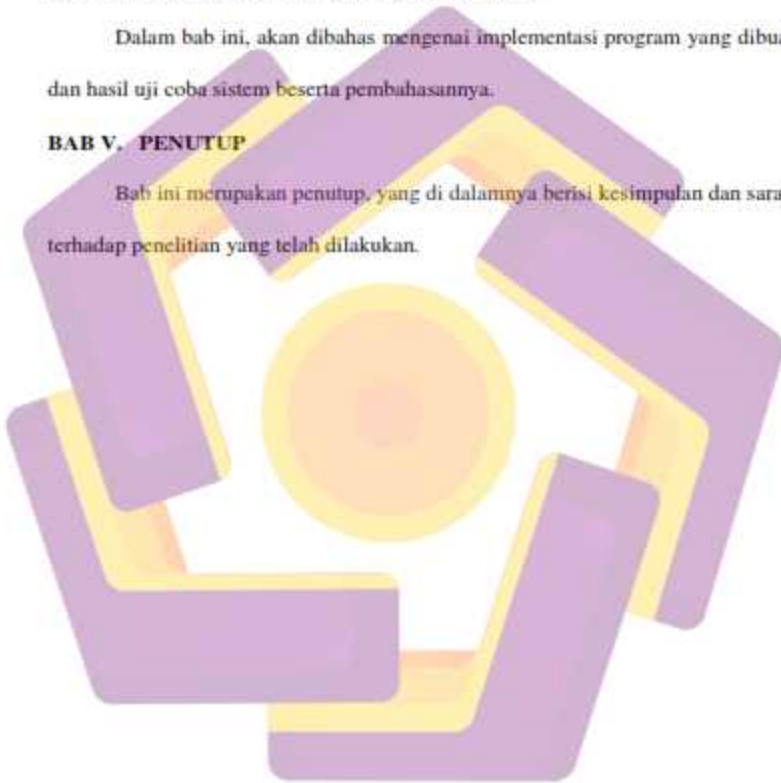 Dalam bab ini, akan dibahas mengenai implementasi program yang dibua
dan hasil uji coba sistem beserta pembahasannya.
BAB V. PENUTUP
Bab ini merupakan penutup, yang di dalamnya berisi kesimpulan dan sara
terhadap penelitian yang telah dilakukan.